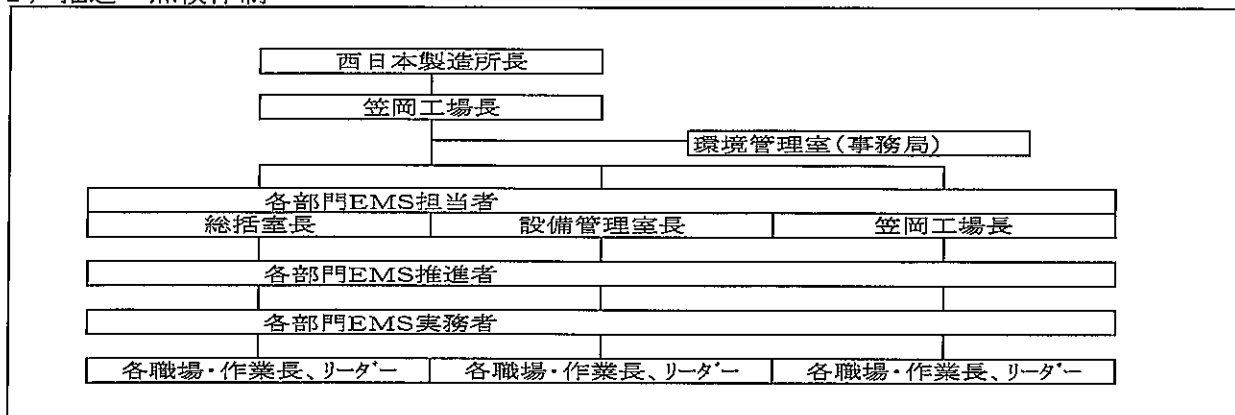 西日本製造所長
笠岡工場長
環境管理室(事務局)
各部門EMS担当者
総括室長 設備管理室長 笠岡工場長
各部門EMS推進者
各部門EMS実務者
各職場・作業長、リーダー 各職場・作業長、リーダー 各職場・作業長、リーダー